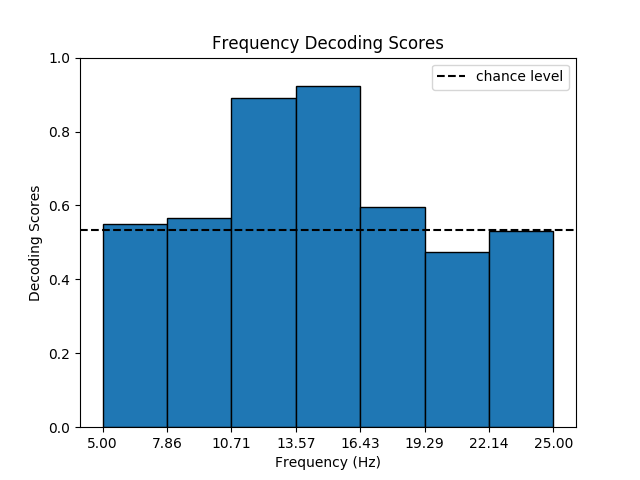 Frequency Decoding Scores
chance level
1.0
0.8
0.6
0.4
0.2
0.0
Decoding Scores
5.00 7.86 10.71 13.57 16.43 19.29 22.14 25.00
Frequency (Hz)